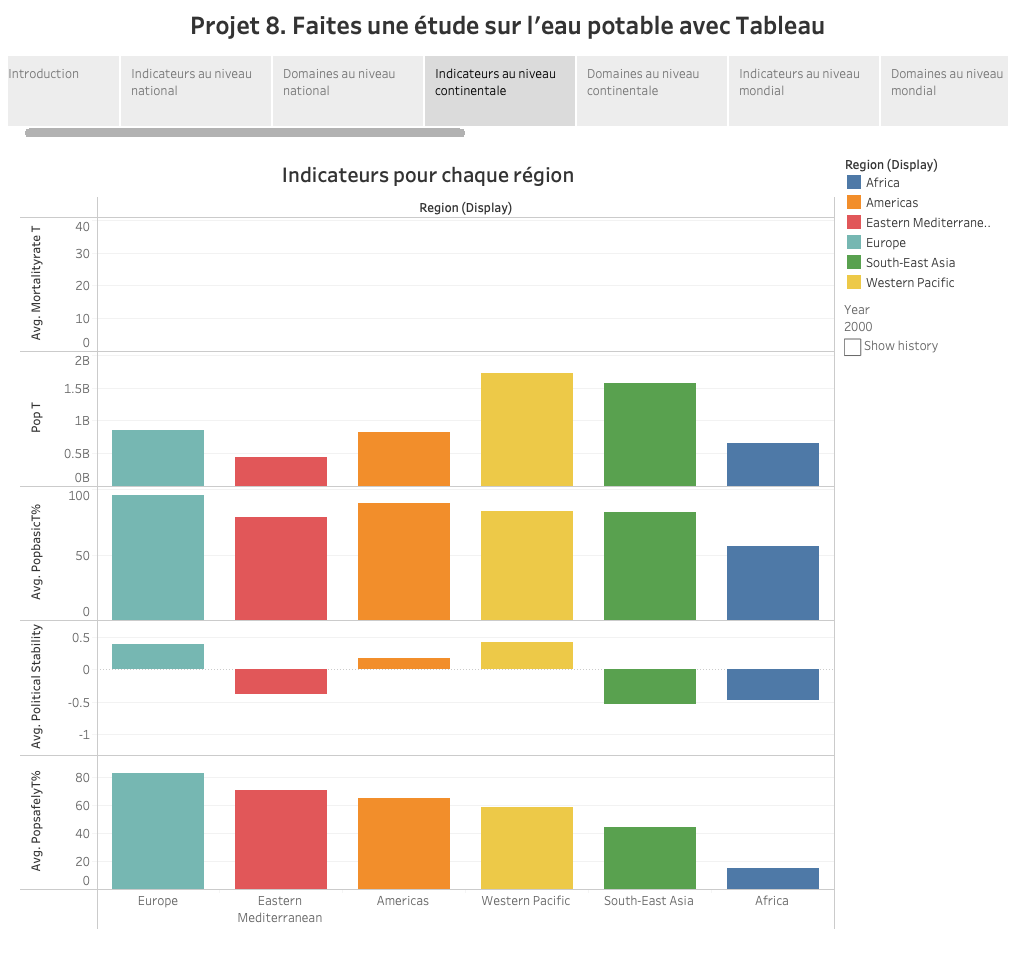 Projet 8. Faites une étude sur l'eau potable avec Tableau
Introduction
Indicateurs au niveau
national
Domaines au niveau
national
Indicateurs au niveau
continentale
Domaines au niveau
continentale
Indicateurs au niveau
mondial
Domaines au niveau
mondial
Indicateurs pour chaque région
Region (Display)
Avg. Mortalityrate T
40
30
20
10
0
Pop T
2B
1.5B
1B
0.5B
0B
Avg. PopbasicT%
100
50
0
Avg. Political Stability
0.5
0
-0.5
-1
Avg. PopsafelyT%
80
60
40
20
0
Europe
Eastern
Mediterranean
Americas
Western Pacific
South-East Asia
Africa
Region (Display)
Africa
Americas
Eastern Mediterrane..
Europe
South-East Asia
Western Pacific
Year
2000
Show history